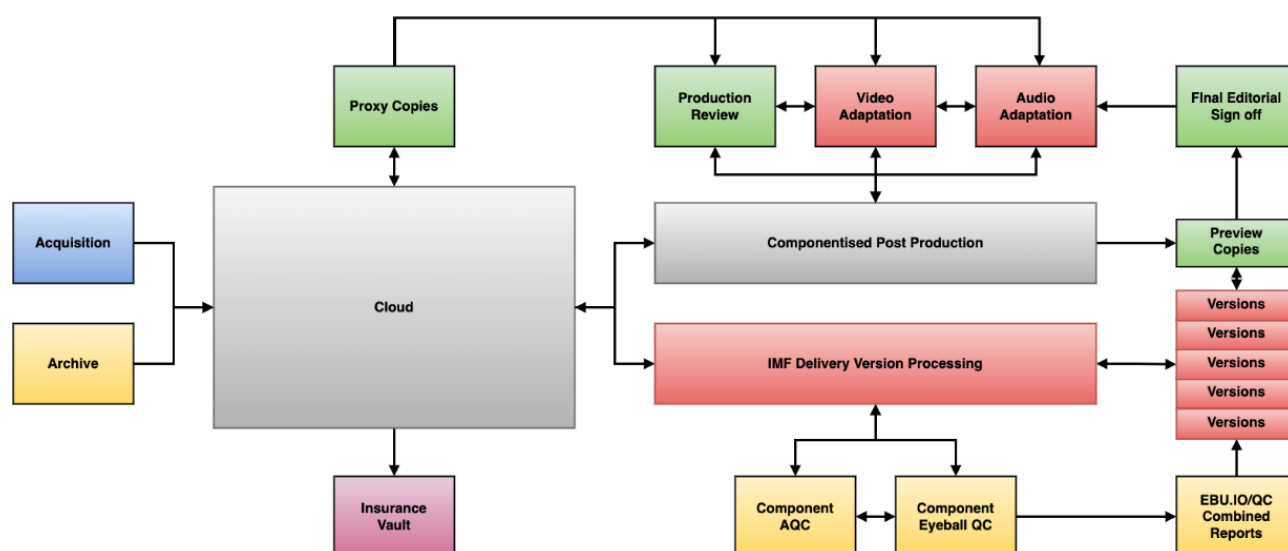 Proxy Copies
Production
Review
Video
Adaptation
Audio
Adaptation
FInal Editorial
Sign off
Acquisition
Archive
Cloud
Componentised Post Production
Preview
Copies
IMF Delivery Version Processing
Versions
Versions
Versions
Versions
Versions
Insurance
Vault
Component
AQC
Component
Eyeball QC
EBU.IO/QC
Combined
Reports